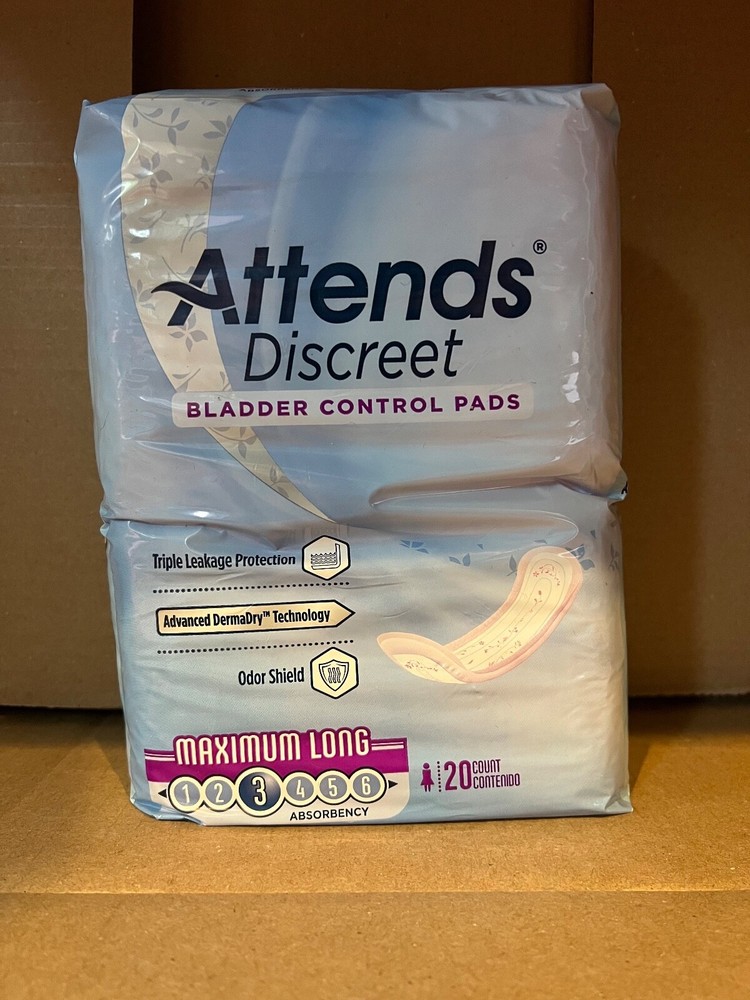 Attends®
Discreet
BLADDER CONTROL PADS
Triple Leakage Protection
Advanced DermaDry™ Technology
Odor Shield
MAXIMUM LONG
1 2 3 4 5 6
ABSORBENCY
20 COUNT
CONTENIDO